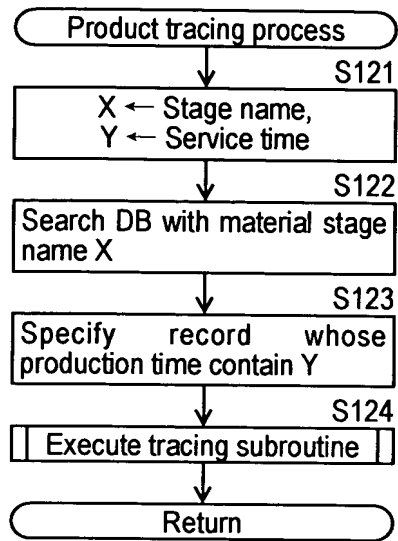 Product tracing process
S121
X ← Stage name,
Y ← Service time
S122
Search DB with material stage
name X
S123
Specify record whose
production time contain Y
S124
Execute tracing subroutine
Return